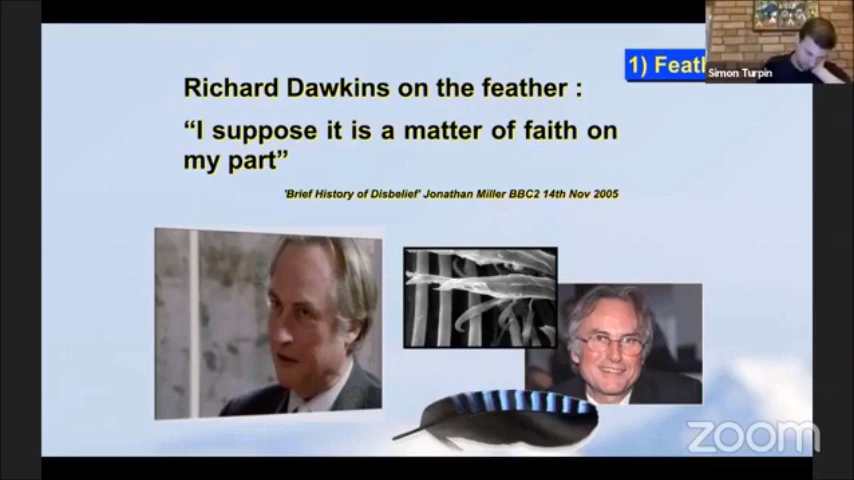 1) Feat
Simon Turpin
Richard Dawkins on the feather :
“I suppose it is a matter of faith on
my part”
'Brief History of Disbelief' Jonathan Miller BBC2 14th Nov 2005
zoom